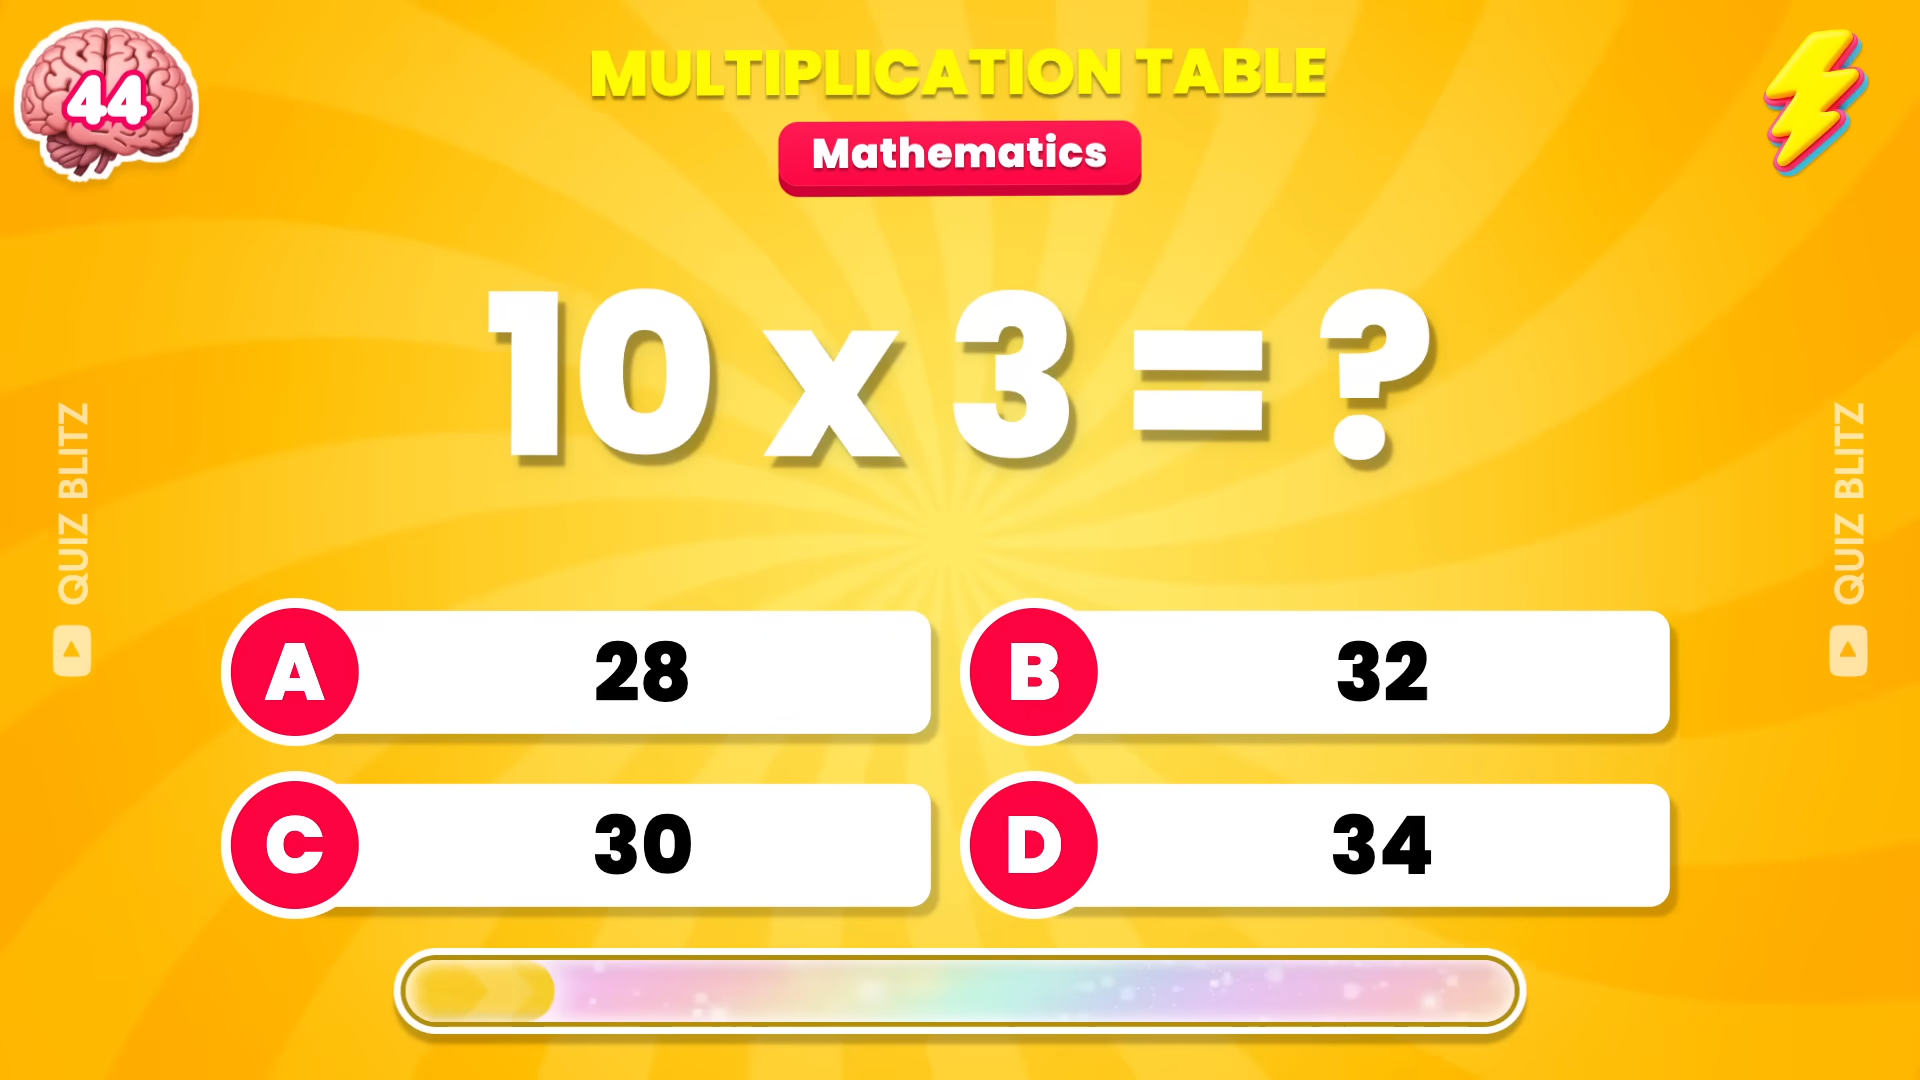 44
MULTIPLICATION TABLE
Mathematics
10 x 3 = ?
QUIZ BLITZ
QUIZ BLITZ
A 28
B 32
C 30
D 34